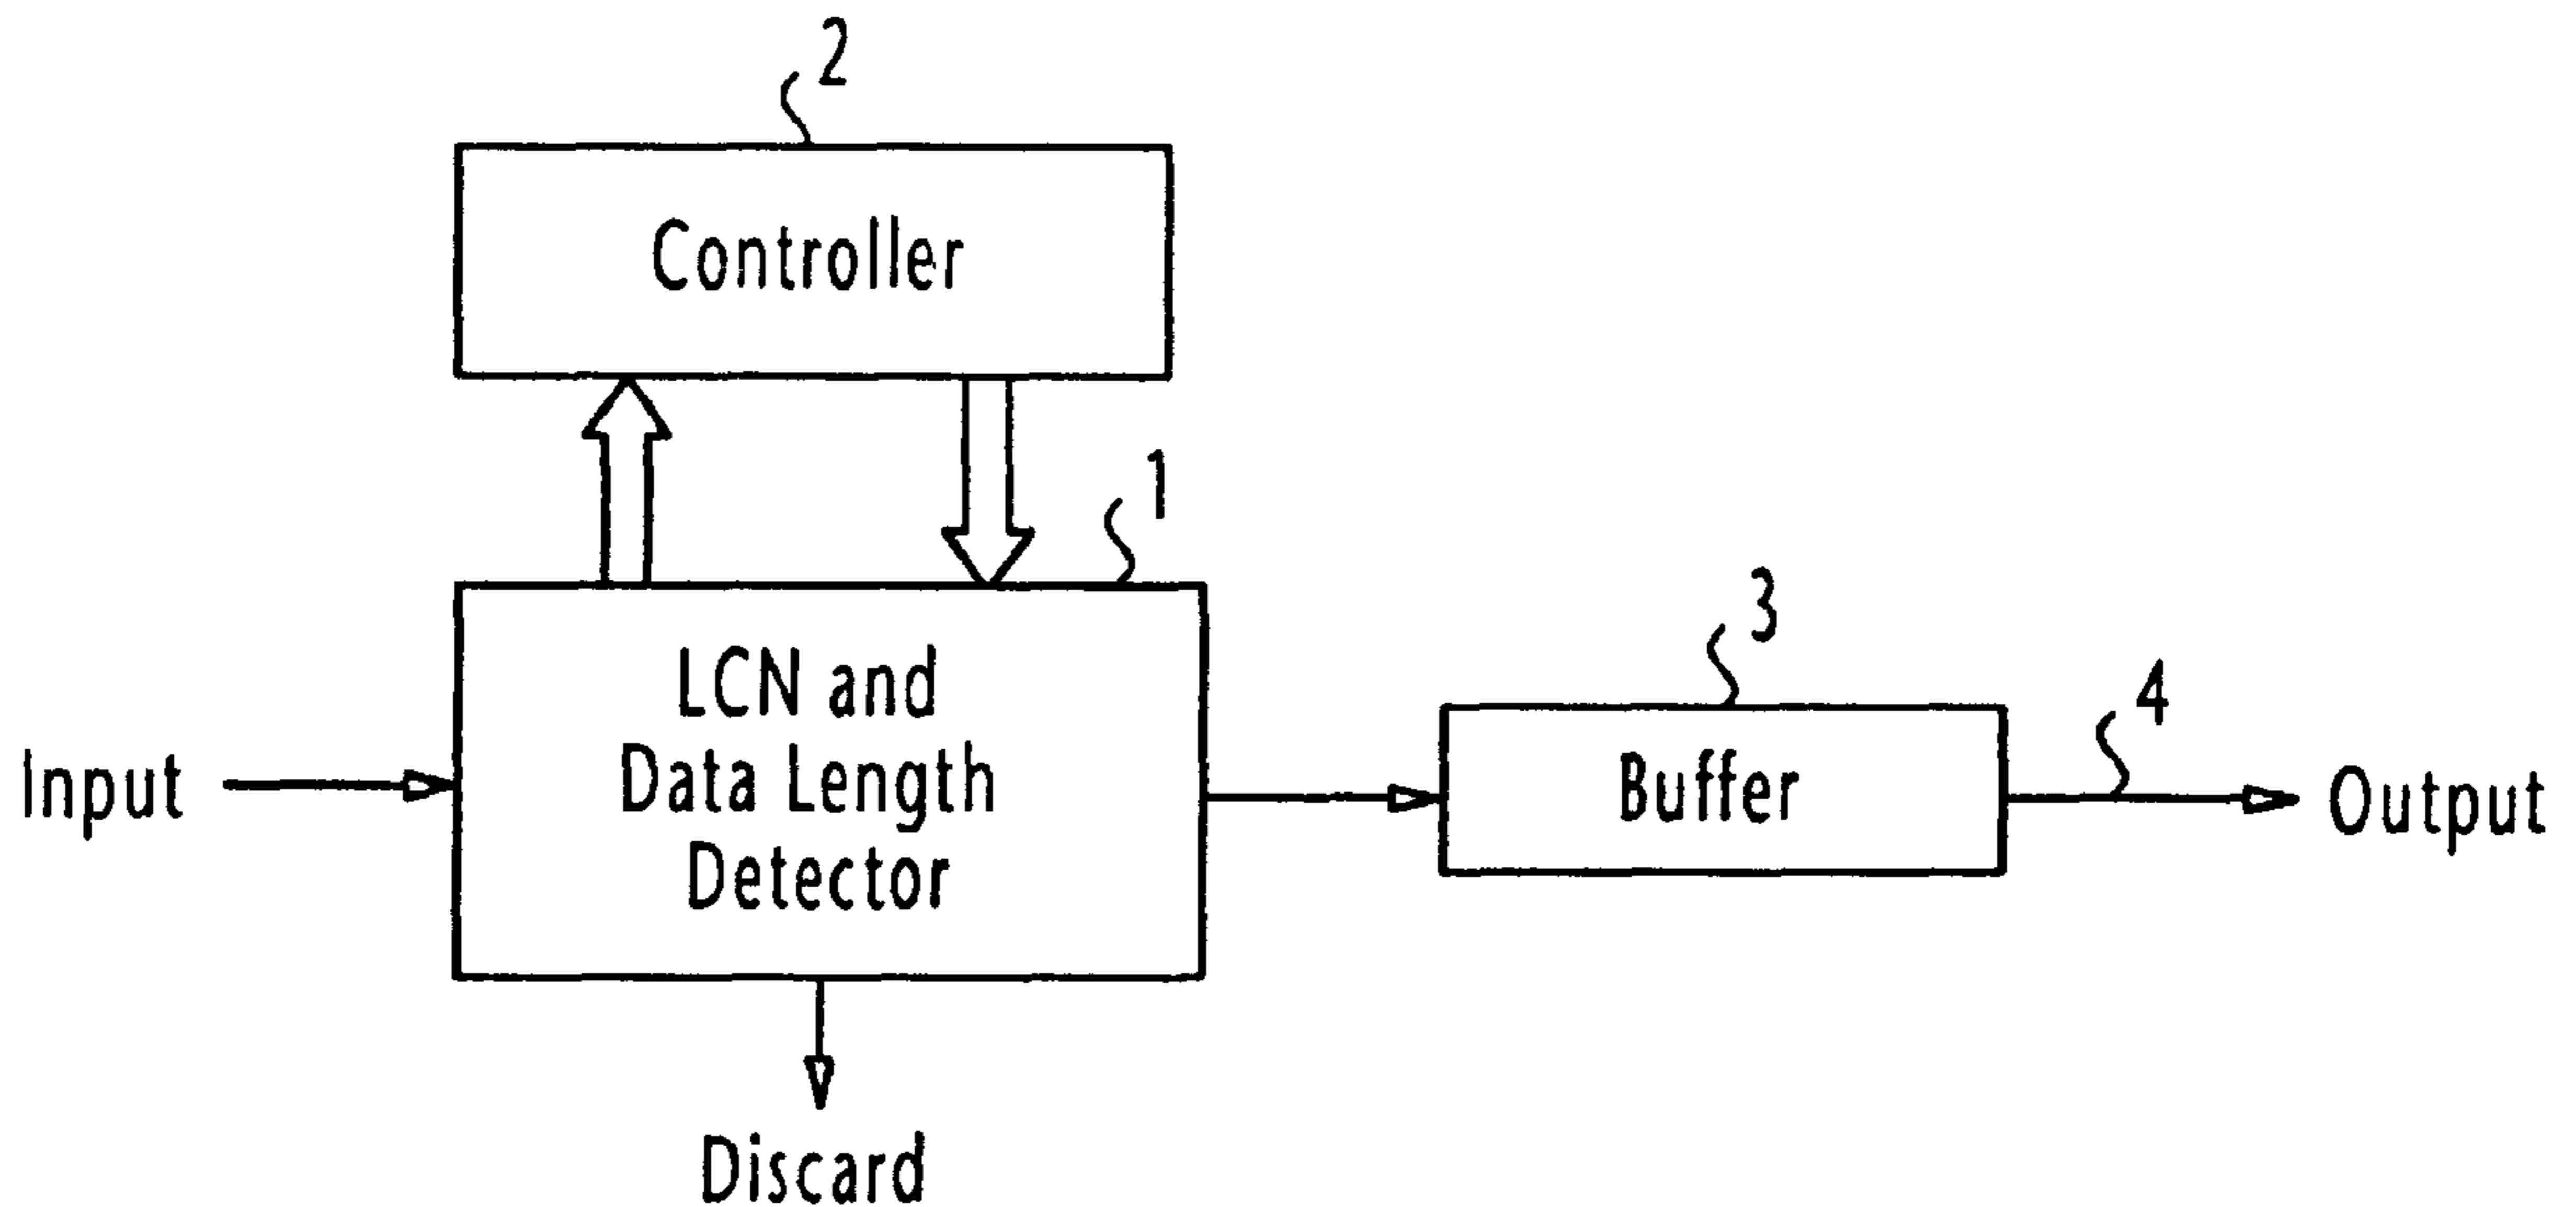 2
Controller
1
LCN and
Data Length
Detector
3
4
Input
Buffer
Output
Discard